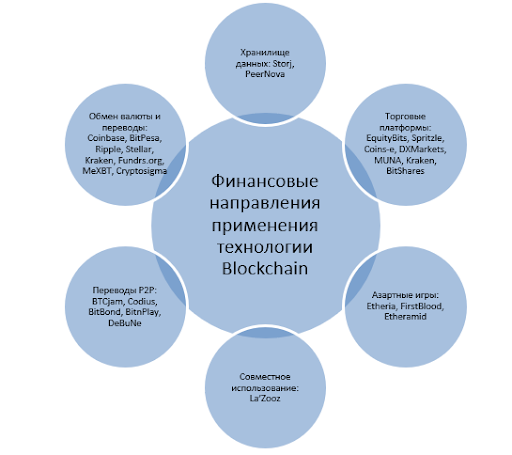 Хранилище
данных: Storj,
PeerNova
Обмен валюты и
переводы:
Coinbase, BitPesa,
Ripple, Stellar,
Kraken, Fundrs.org,
MeXBT, Cryptosigma
Торговые
платформы:
EquityBits, Spritzle,
Coins-e, DXMarkets,
MUNA, Kraken,
BitShares
Финансовые
направления
применения
технологии
Blockchain
Переводы P2P:
BTCjam, Codius,
BitBond, BitnPlay,
DeBuNe
Азартные игры:
Etheria, FirstBlood,
Etheramid
Совместное
использование:
La'Zooz